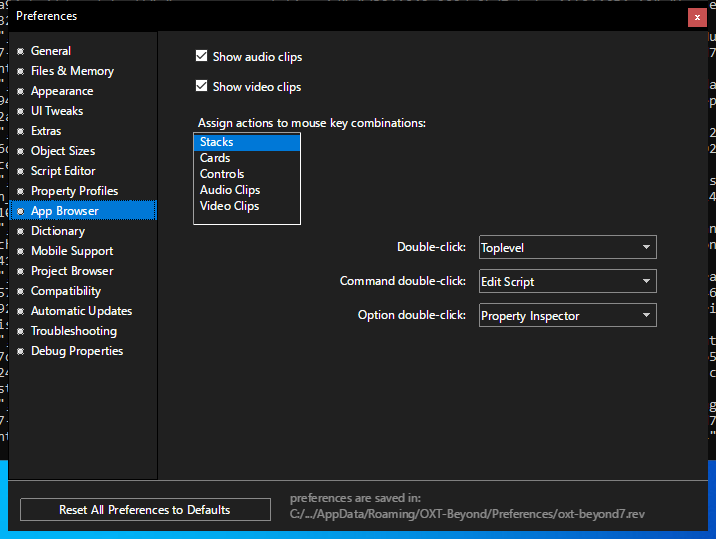 Preferences
x
General
Files & Memory
Appearance
UI Tweaks
Extras
Object Sizes
Script Editor
Property Profiles
App Browser
Dictionary
Mobile Support
Project Browser
Compatibility
Automatic Updates
Troubleshooting
Debug Properties
Show audio clips
Show video clips
Assign actions to mouse key combinations:
Stacks
Cards
Controls
Audio Clips
Video Clips
Double-click: Toplevel
Command double-click: Edit Script
Option double-click: Property Inspector
Reset All Preferences to Defaults
preferences are saved in:
C:/.../AppData/Roaming/OXT-Beyond/Preferences/oxt-beyond7.rev